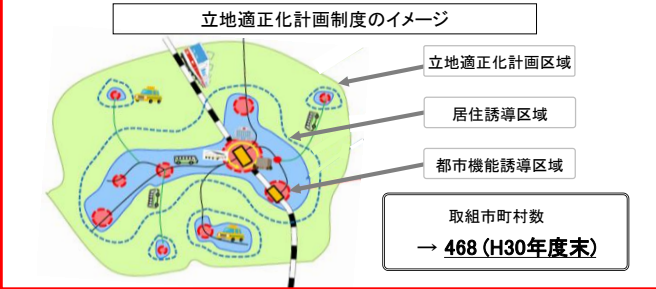 立地適正化計画制度のイメージ
立地適正化計画区域
居住誘導区域
都市機能誘導区域
取組市町村数
→ 468(H30年度末)